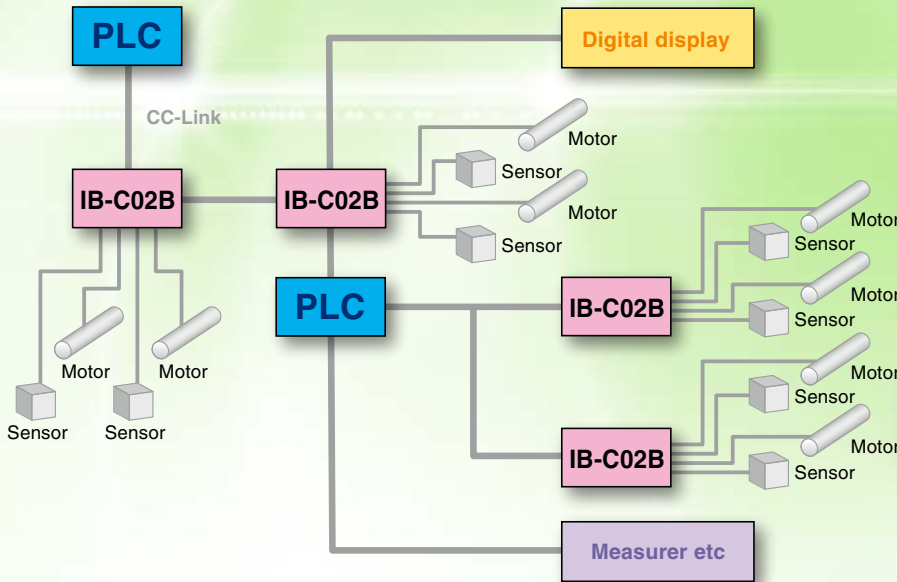 PLC
Digital display
CC-Link
Motor
Sensor
IB-C02B
IB-C02B
Motor
Sensor
Motor
Sensor
Motor
Sensor
PLC
IB-C02B
Motor
Motor
Sensor
Sensor
Motor
Sensor
IB-C02B
Motor
Sensor
Measurer etc